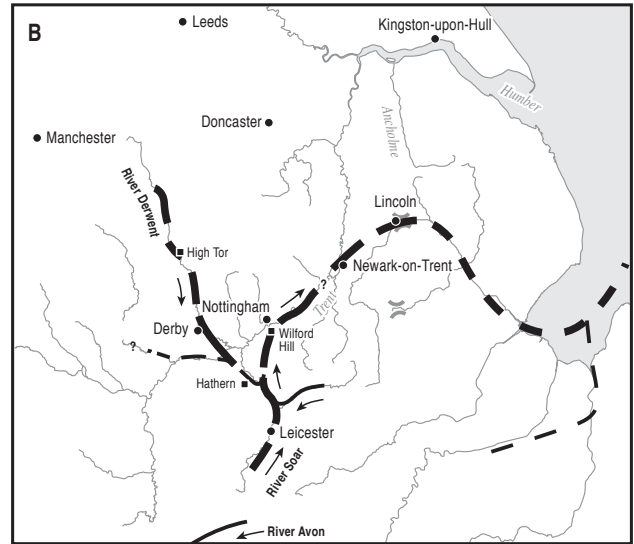 B
Leeds
Kingston-upon-Hull
Humber
Ancholme
Doncaster
Manchester
River Derwent
Lincoln
High Tor
Newark-on-Trent
?
Trent
Nottingham
Wilford
Hill
Derby
?
Hathern
Leicester
River Soar
River Avon